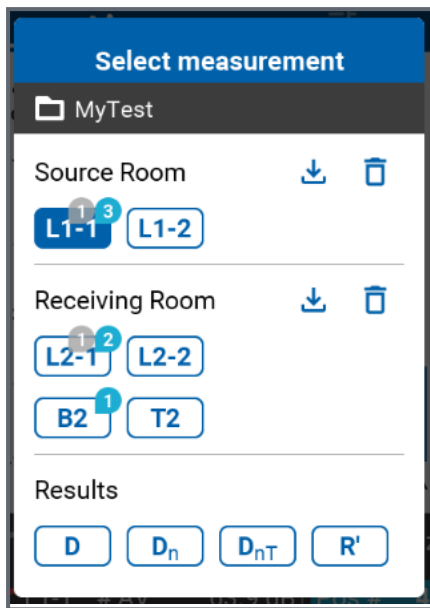 Select measurement
MyTest
Source Room
1 3
L1-1 L1-2
Receiving Room
1 2
L2-1 L2-2
1
B2 T2
Results
D Dn DnT R'